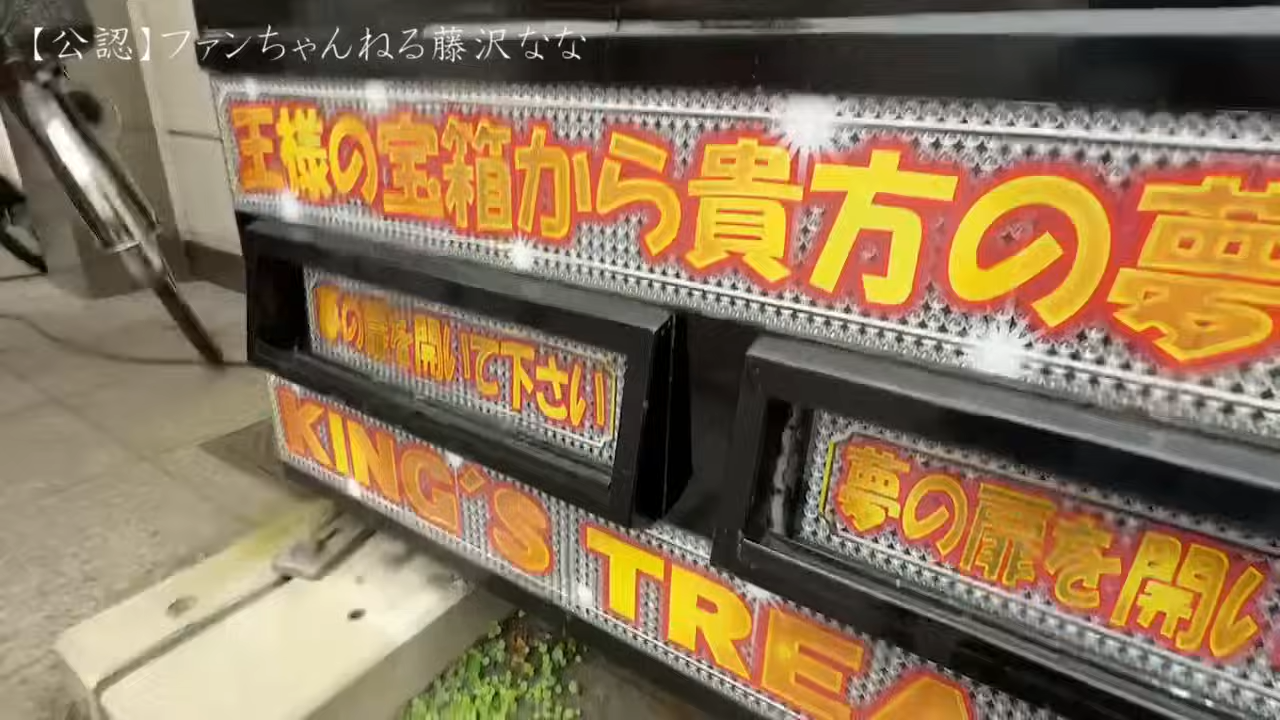 【公認】ファンちゃんねる藤沢なな
王様の宝箱から貴方の夢
夢の扉を開いて下さい
夢の扉を開い
KING'S TREA